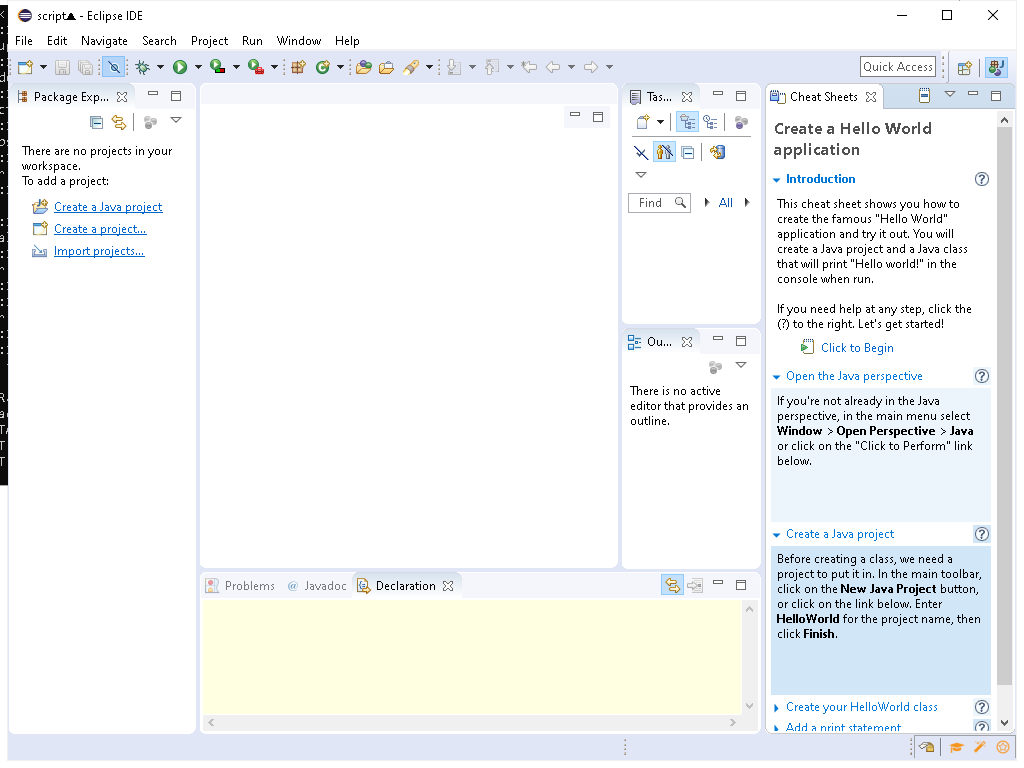 script▲ - Eclipse IDE
File Edit Navigate Search Project Run Window Help
Quick Access
Package Exp...
There are no projects in your
workspace.
To add a project:
Create a Java project
Create a project...
Import projects...
Tas...
Find
All
Ou...
There is no active
editor that provides an
outline.
Problems @ Javadoc Declaration
Cheat Sheets
Create a Hello World
application
Introduction
This cheat sheet shows you how to
create the famous "Hello World"
application and try it out. You will
create a Java project and a Java class
that will print "Hello world!" in the
console when run.
If you need help at any step, click the
(?) to the right. Let's get started!
Click to Begin
Open the Java perspective
If you're not already in the Java
perspective, in the main menu select
Window > Open Perspective > Java
or click on the "Click to Perform" link
below.
Create a Java project
Before creating a class, we need a
project to put it in. In the main toolbar,
click on the New Java Project button,
or click on the link below. Enter
HelloWorld for the project name, then
click Finish.
Create your HelloWorld class
Add a print statement